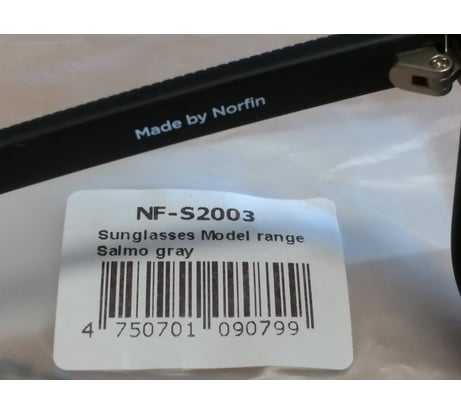 Made by Norfin
NF-S2003
Sunglasses Model range
Salmo gray
4 750701 090799